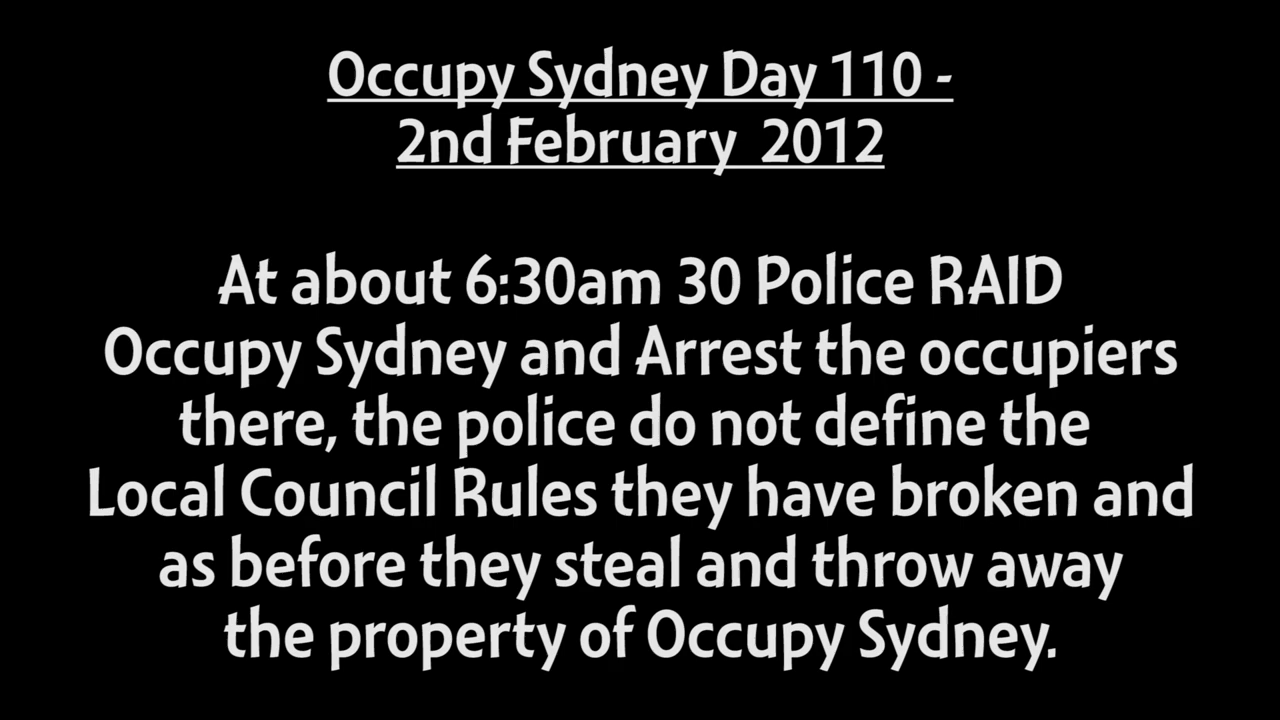 Occupy Sydney Day 110 -
2nd February 2012
At about 6:30am 30 Police RAID
Occupy Sydney and Arrest the occupiers
there, the police do not define the
Local Council Rules they have broken and
as before they steal and throw away
the property of Occupy Sydney.